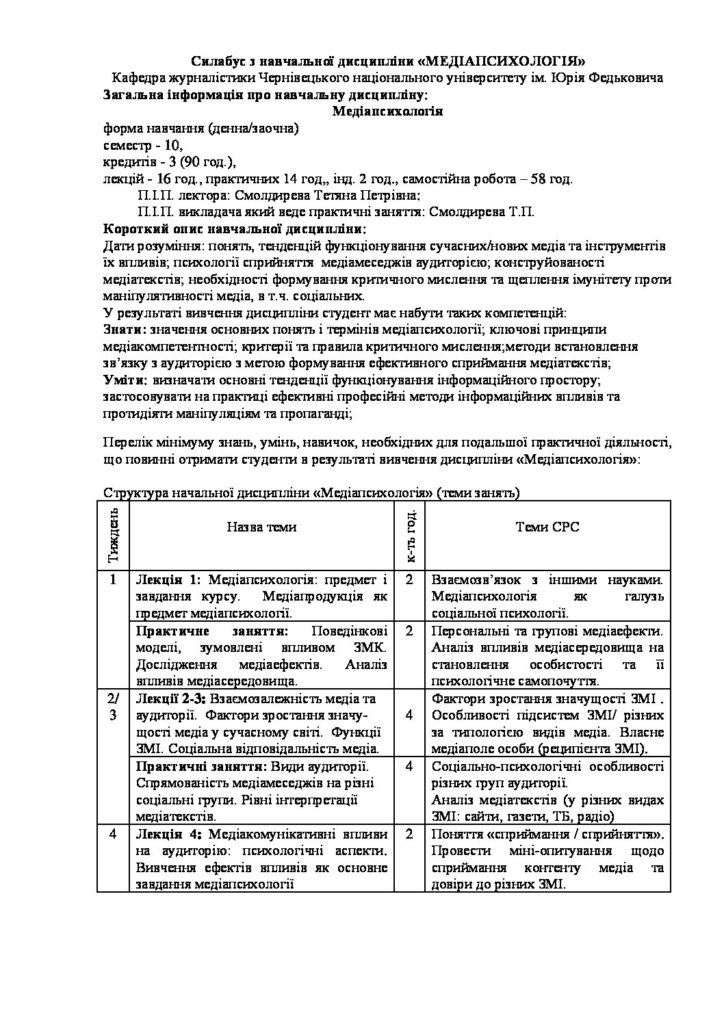 Силабус з навчальної дисципліни «МЕДІАПСИХОЛОГІЯ»
Кафедра журналістики Чернівецького національного університету ім. Юрія Федьковича
Загальна інформація про навчальну дисципліну:
Медіапсихологія
форма навчання (денна/заочна)
семестр - 10,
кредитів - 3 (90 год.),
лекцій - 16 год., практичних 14 год,, інд. 2 год., самостійна робота – 58 год.
П.І.П. лектора: Смолдирева Тетяна Петрівна;
П.І.П. викладача який веде практичні заняття: Смолдирева Т.П.
Короткий опис навчальної дисципліни:
Дати розуміння: понять, тенденцій функціонування сучасних/нових медіа та інструментів
їх впливів; психології сприйняття медіамеседжів аудиторією; конструйованості
медіатекстів; необхідності формування критичного мислення та щеплення імунітету проти
маніпулятивності медіа, в т.ч. соціальних.
У результаті вивчення дисципліни студент має набути таких компетенцій:
Знати: значення основних понять і термінів медіапсихології; ключові принципи
медіакомпетентності; критерії та правила критичного мислення;методи встановлення
зв’язку з аудиторією з метою формування ефективного сприймання медіатекстів;
Уміти: визначати основні тенденції функціонування інформаційного простору;
застосовувати на практиці ефективні професійні методи інформаційних впливів та
протидіяти маніпуляціям та пропаганді;
Перелік мінімуму знань, умінь, навичок, необхідних для подальшої практичної діяльності,
що повинні отримати студенти в результаті вивчення дисципліни «Медіапсихологія»:
Структура начальної дисципліни «Медіапсихологія» (теми занять)
Тиждень
Назва теми
к-ть год.
Теми СРС
1
Лекція 1: Медіапсихологія: предмет і
завдання курсу. Медіапродукція як
предмет медіапсихології.
2
Взаємозв’язок з іншими науками.
Медіапсихологія як галузь
соціальної психології.
Практичне заняття: Поведінкові
моделі, зумовлені впливом ЗМК.
Дослідження медіаефектів. Аналіз
впливів медіасередовища.
2
Персональні та групові медіаефекти.
Аналіз впливів медіасередовища на
становлення особистості та її
психологічне самопочуття.
2/
3
Лекції 2-3: Взаємозалежність медіа та
аудиторії. Фактори зростання значу-
щості медіа у сучасному світі. Функції
ЗМІ. Соціальна відповідальність медіа.
4
Фактори зростання значущості ЗМІ .
Особливості підсистем ЗМІ/ різних
за типологією видів медіа. Власне
медіаполе особи (реципієнта ЗМІ).
Практичні заняття: Види аудиторії.
Спрямованість медіамеседжів на різні
соціальні групи. Рівні інтерпретації
медіатекстів.
4
Соціально-психологічні особливості
різних груп аудиторії.
Аналіз медіатекстів (у різних видах
ЗМІ: сайти, газети, ТБ, радіо)
4
Лекція 4: Медіакомунікативні впливи
на аудиторію: психологічні аспекти.
Вивчення ефектів впливів як основне
завдання медіапсихології
2
Поняття «сприймання / сприйняття».
Провести міні-опитування щодо
сприймання контенту медіа та
довіри до різних ЗМІ.